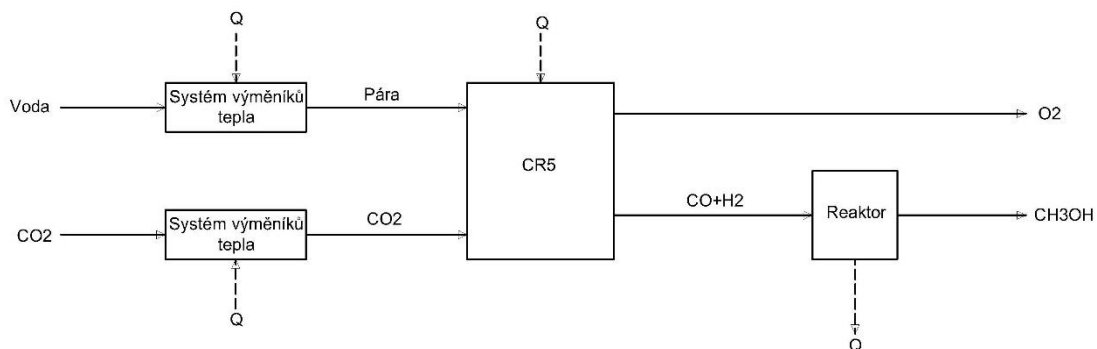 Q
Q
Systém výměníků
tepla
Voda
Pára
O2
CR5
CO+H2
Reaktor
CH3OH
CO2
Systém výměníků
tepla
CO2
Q
Q